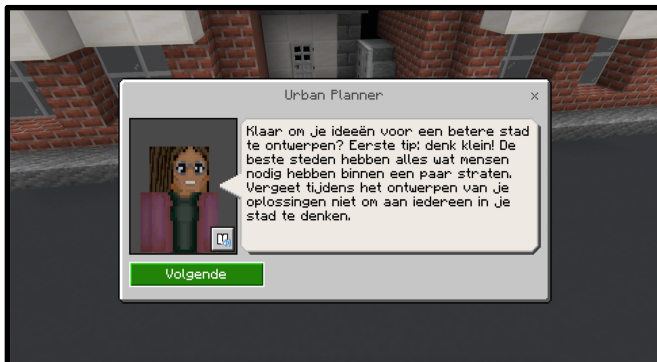 Urban Planner
x
Klaar om je ideeën voor een betere stad
te ontwerpen? Eerste tip: denk klein! De
beste steden hebben alles wat mensen
nodig hebben binnen een paar straten.
Vergeet tijdens het ontwerpen van je
oplossingen niet om aan iedereen in je
stad te denken.
Volgende